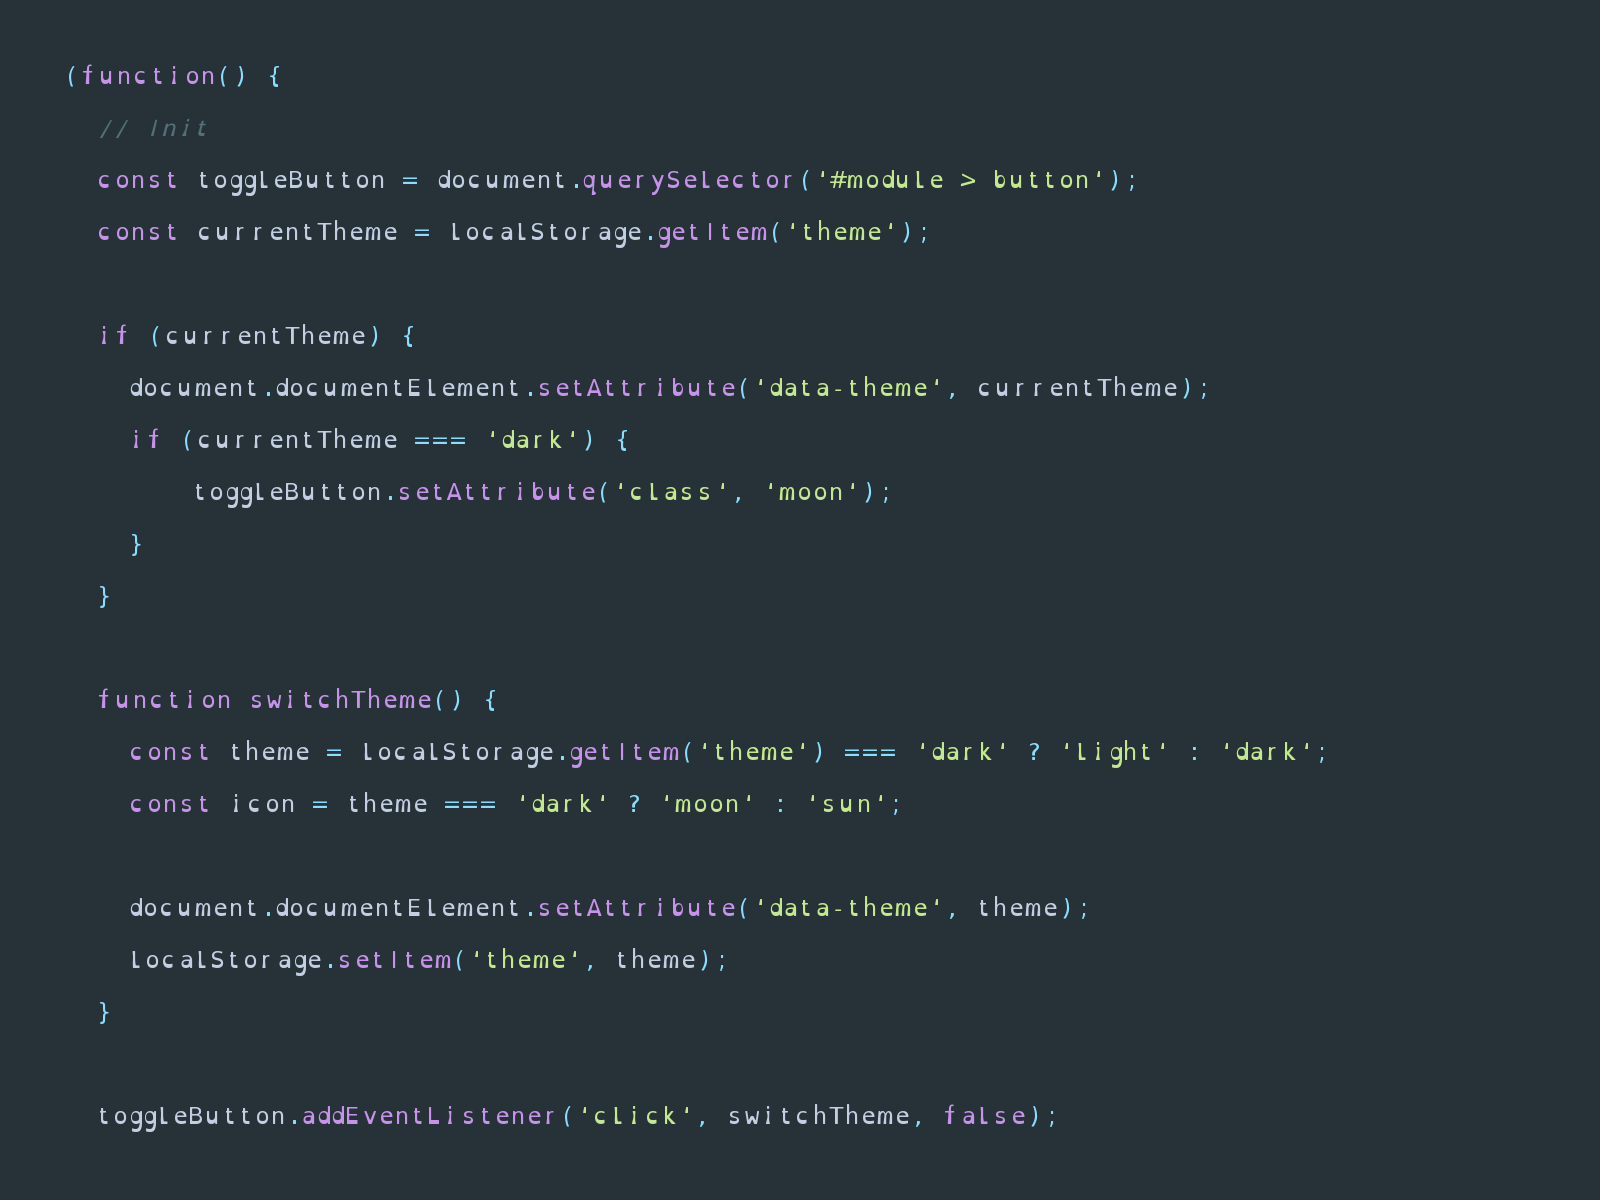 (function() {
  // Init
  const toggleButton = document.querySelector('#module > button');
  const currentTheme = localStorage.getItem('theme');

  if (currentTheme) {
    document.documentElement.setAttribute('data-theme', currentTheme);
    if (currentTheme === 'dark') {
        toggleButton.setAttribute('class', 'moon');
    }
  }

  function switchTheme() {
    const theme = localStorage.getItem('theme') === 'dark' ? 'light' : 'dark';
    const icon = theme === 'dark' ? 'moon' : 'sun';

    document.documentElement.setAttribute('data-theme', theme);
    localStorage.setItem('theme', theme);
  }

  toggleButton.addEventListener('click', switchTheme, false);